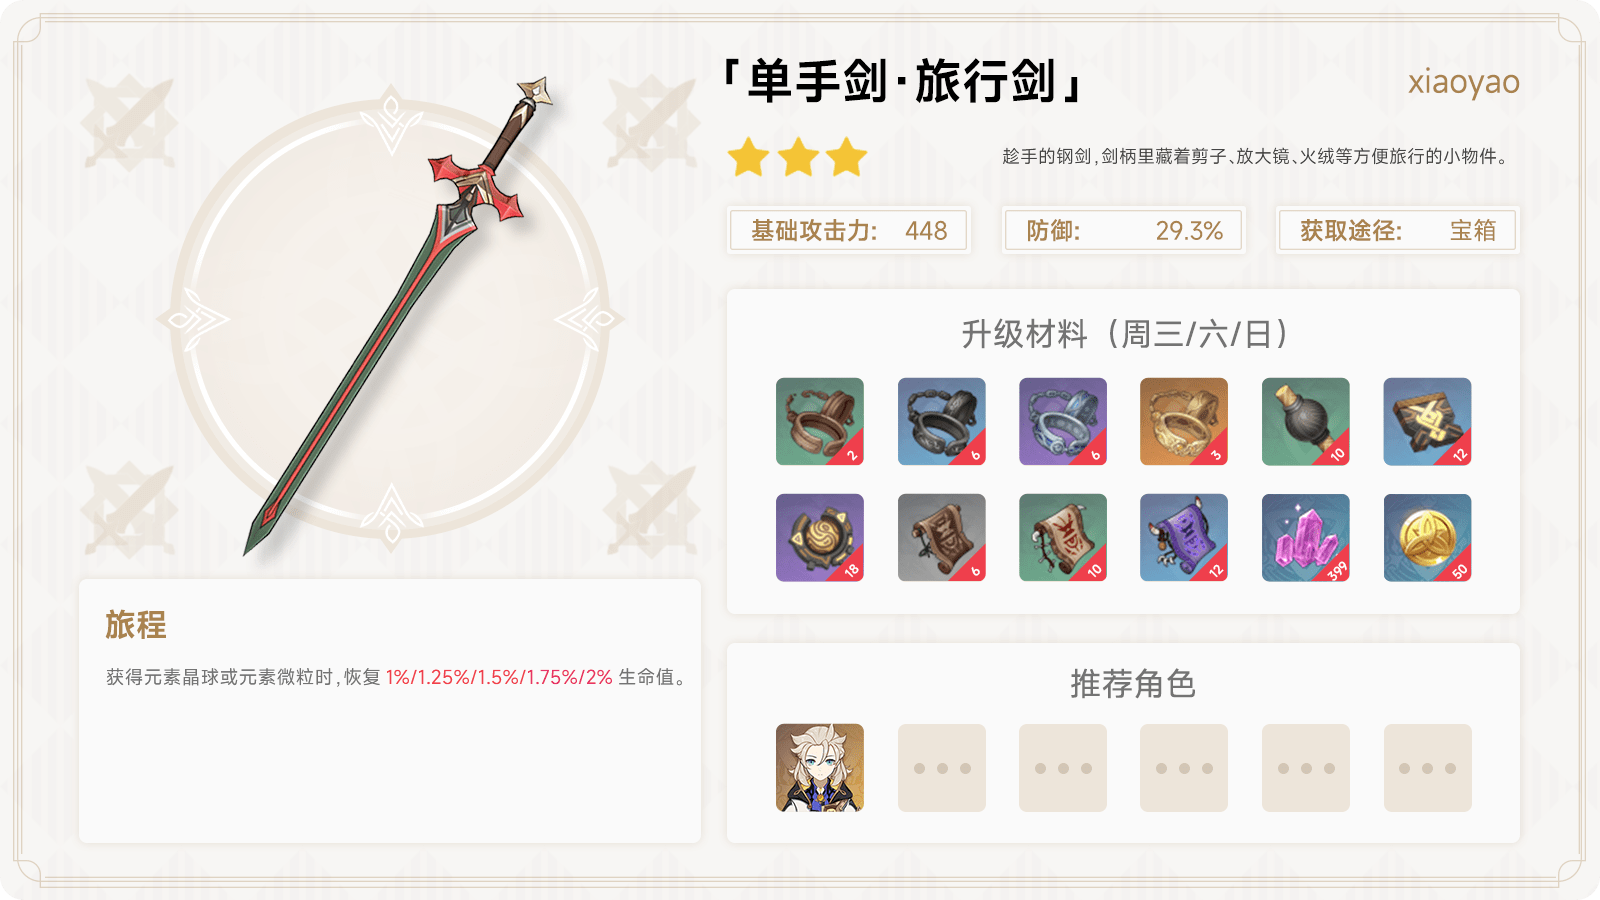 「单手剑·旅行剑」
xiaoyao
趁手的钢剑,剑柄里藏着剪子、放大镜、火绒等方便旅行的小物件。
基础攻击力: 448
防御: 29.3%
获取途径: 宝箱
升级材料（周三/六/日）
2 6 6 3 10 12
18 6 10 12 399 50
旅程
获得元素晶球或元素微粒时,恢复 1%/1.25%/1.5%/1.75%/2% 生命值。
推荐角色